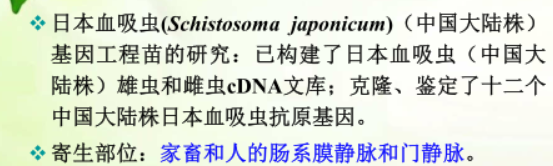 日本血吸虫(Schistosoma japonicum)（中国大陆株）
基因工程苗的研究：已构建了日本血吸虫（中国大
陆株）雄虫和雌虫cDNA文库；克隆、鉴定了十二个
中国大陆株日本血吸虫抗原基因。
寄生部位：家畜和人的肠系膜静脉和门静脉。